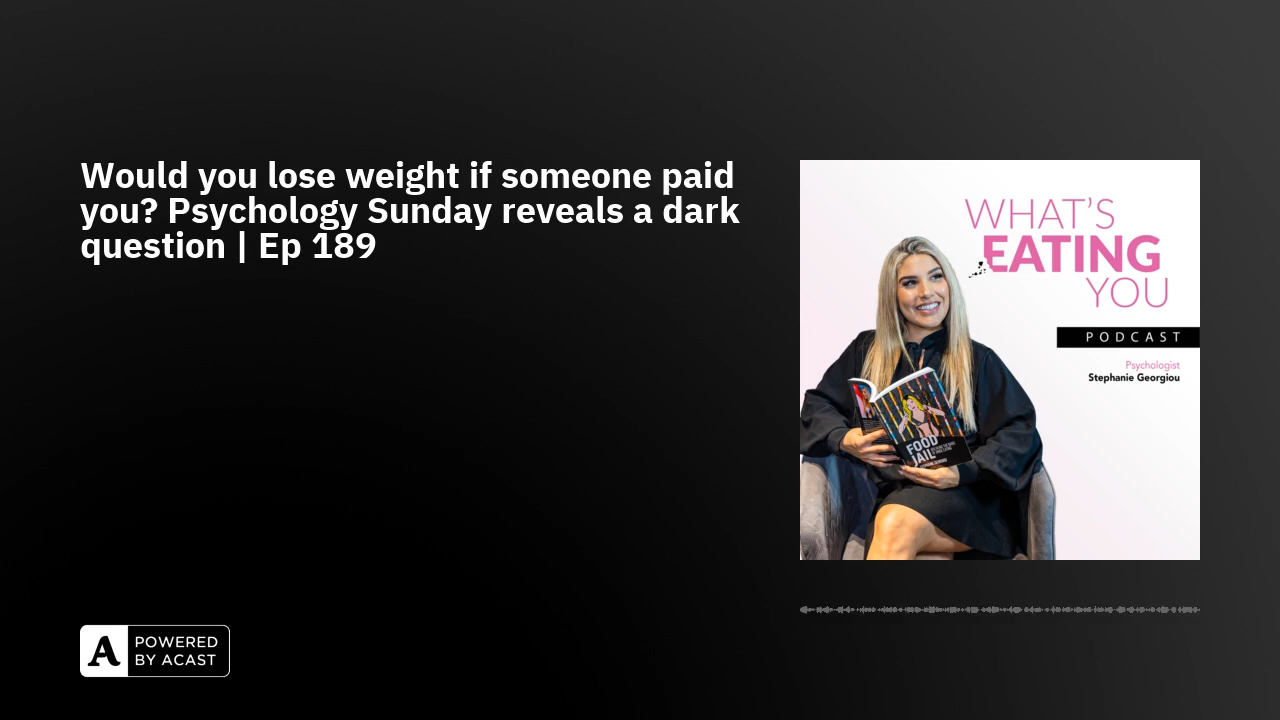 Would you lose weight if someone paid
you? Psychology Sunday reveals a dark
question | Ep 189
WHAT'S
EATING
YOU
PODCAST
Psychologist
Stephanie Georgiou
FOOD
JAIL
A
POWERED
BY ACAST